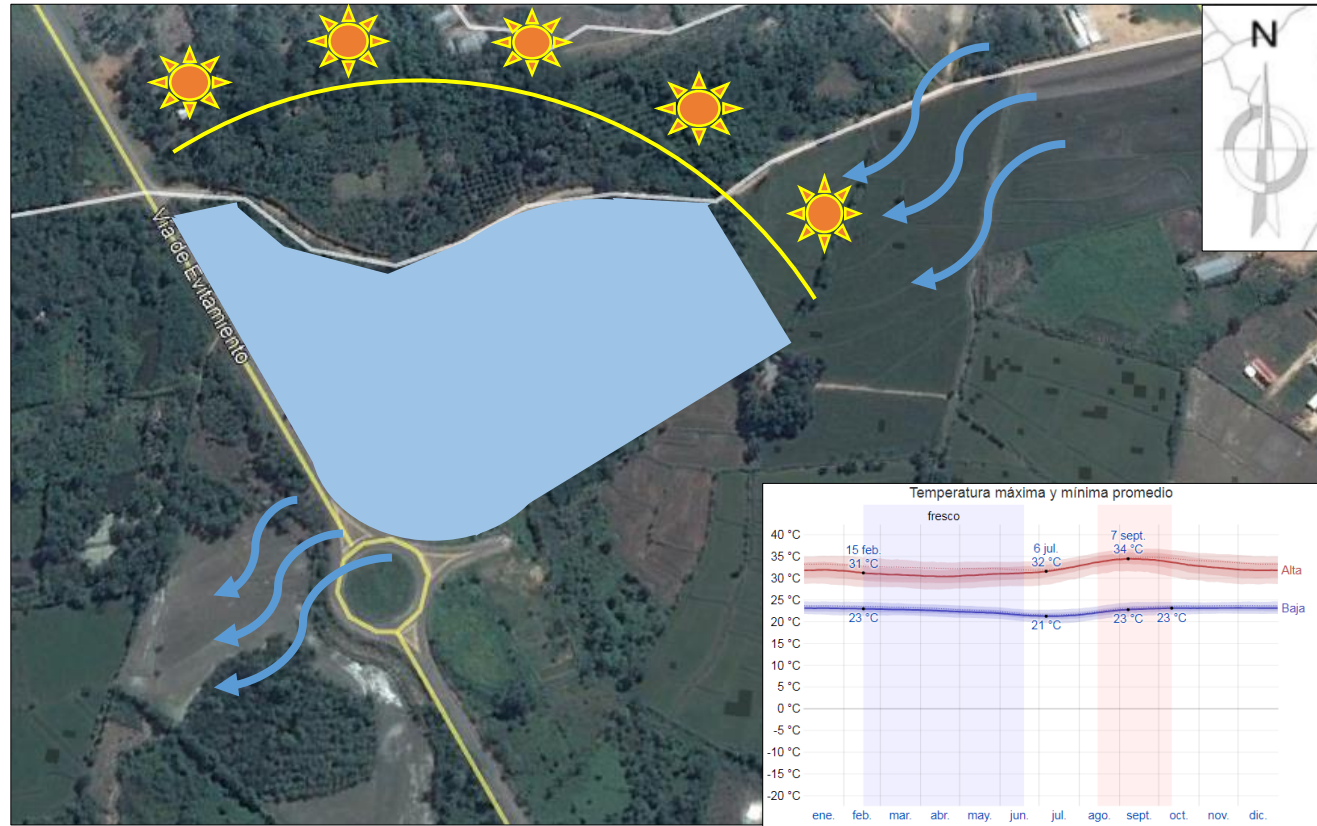 N
Vía de Evitamiento
Temperatura máxima y mínima promedio
fresco
40 °C
35 °C
30 °C
25 °C
20 °C
15 °C
10 °C
5 °C
0 °C
-5 °C
-10 °C
-15 °C
-20 °C
15 feb.
31 °C
6 jul.
32 °C
7 sept.
34 °C
Alta
23 °C
21 °C
23 °C
23 °C
Baja
ene. feb. mar. abr. may. jun. jul. ago. sept. oct. nov. dic.